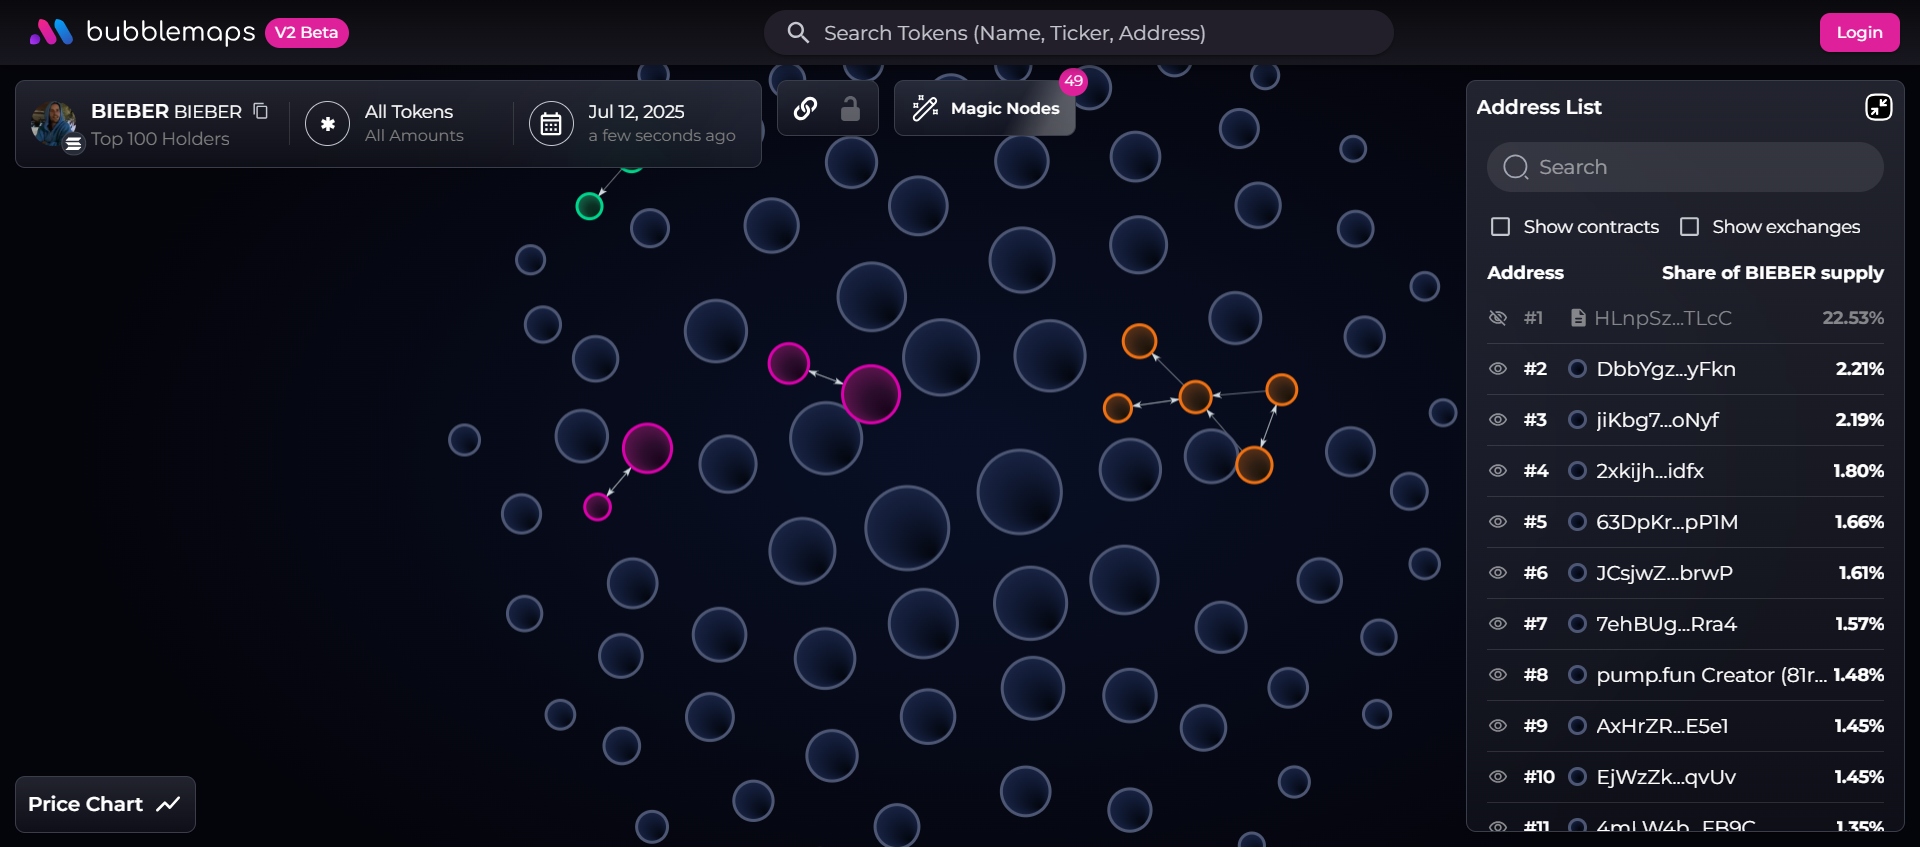 bubblemaps V2 Beta
Search Tokens (Name, Ticker, Address)
Login
BIEBER BIEBER
Top 100 Holders
All Tokens
All Amounts
Jul 12, 2025
a few seconds ago
Magic Nodes
49
Address List
Search
Show contracts
Show exchanges
Address Share of BIEBER supply
#1 HLnpSz...TLcC 22.53%
#2 DbbYgz...yFkn 2.21%
#3 jiKbg7...oNyf 2.19%
#4 2xkijh...idfx 1.80%
#5 63DpKr...pP1M 1.66%
#6 JCsjwZ...brwP 1.61%
#7 7ehBUg...Rra4 1.57%
#8 pump.fun Creator (81r... 1.48%
#9 AxHrZR...E5e1 1.45%
#10 EjWzZk...qvUv 1.45%
#11 1.35%
Price Chart